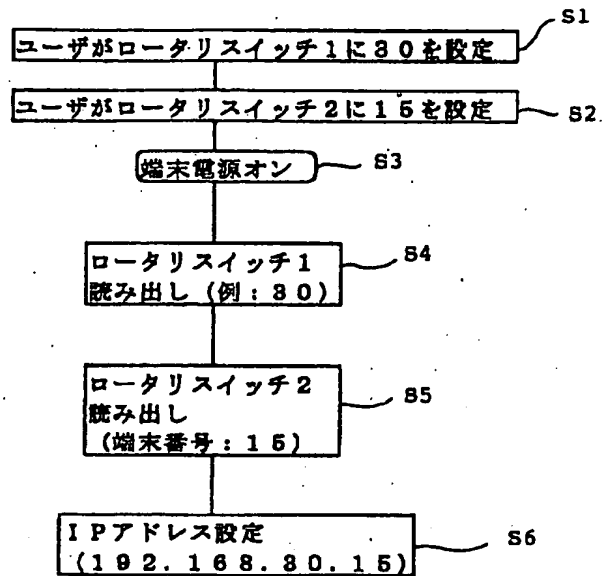 S1
ユーザがロータリスイッチ1に30を設定
ユーザがロータリスイッチ2に15を設定
S2
端末電源オン
S3
ロータリスイッチ1
読み出し(例:30)
S4
ロータリスイッチ2
読み出し
(端末番号:15)
S5
IPアドレス設定
(192.168.30.15)
S6